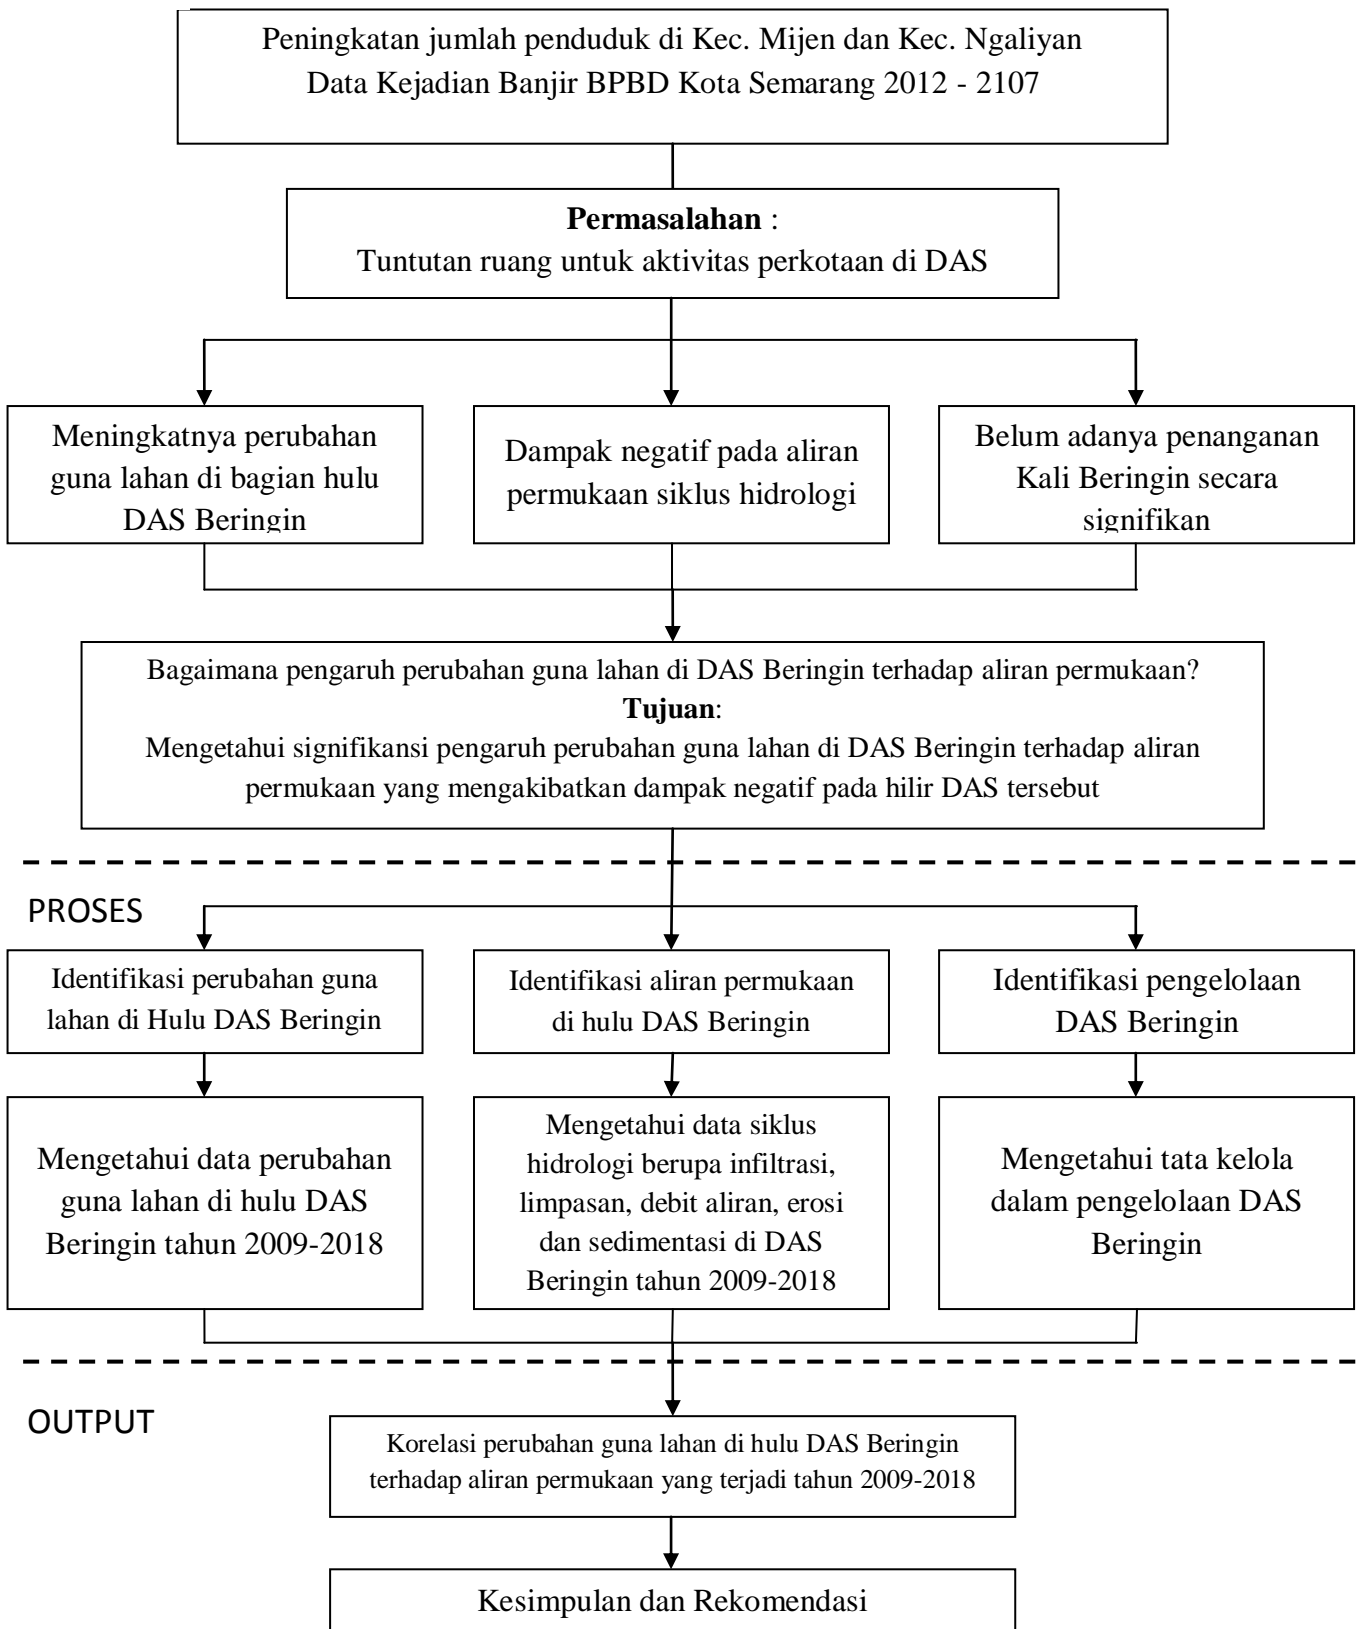 Peningkatan jumlah penduduk di Kec. Mijen dan Kec. Ngaliyan
Data Kejadian Banjir BPBD Kota Semarang 2012 - 2107
Permasalahan :
Tuntutan ruang untuk aktivitas perkotaan di DAS
Meningkatnya perubahan
guna lahan di bagian hulu
DAS Beringin
Dampak negatif pada aliran
permukaan siklus hidrologi
Belum adanya penanganan
Kali Beringin secara
signifikan
Bagaimana pengaruh perubahan guna lahan di DAS Beringin terhadap aliran permukaan?
Tujuan:
Mengetahui signifikansi pengaruh perubahan guna lahan di DAS Beringin terhadap aliran
permukaan yang mengakibatkan dampak negatif pada hilir DAS tersebut
PROSES
Identifikasi perubahan guna
lahan di Hulu DAS Beringin
Identifikasi aliran permukaan
di hulu DAS Beringin
Identifikasi pengelolaan
DAS Beringin
Mengetahui data perubahan
guna lahan di hulu DAS
Beringin tahun 2009-2018
Mengetahui data siklus
hidrologi berupa infiltrasi,
limpasan, debit aliran, erosi
dan sedimentasi di DAS
Beringin tahun 2009-2018
Mengetahui tata kelola
dalam pengelolaan DAS
Beringin
OUTPUT
Korelasi perubahan guna lahan di hulu DAS Beringin
terhadap aliran permukaan yang terjadi tahun 2009-2018
Kesimpulan dan Rekomendasi